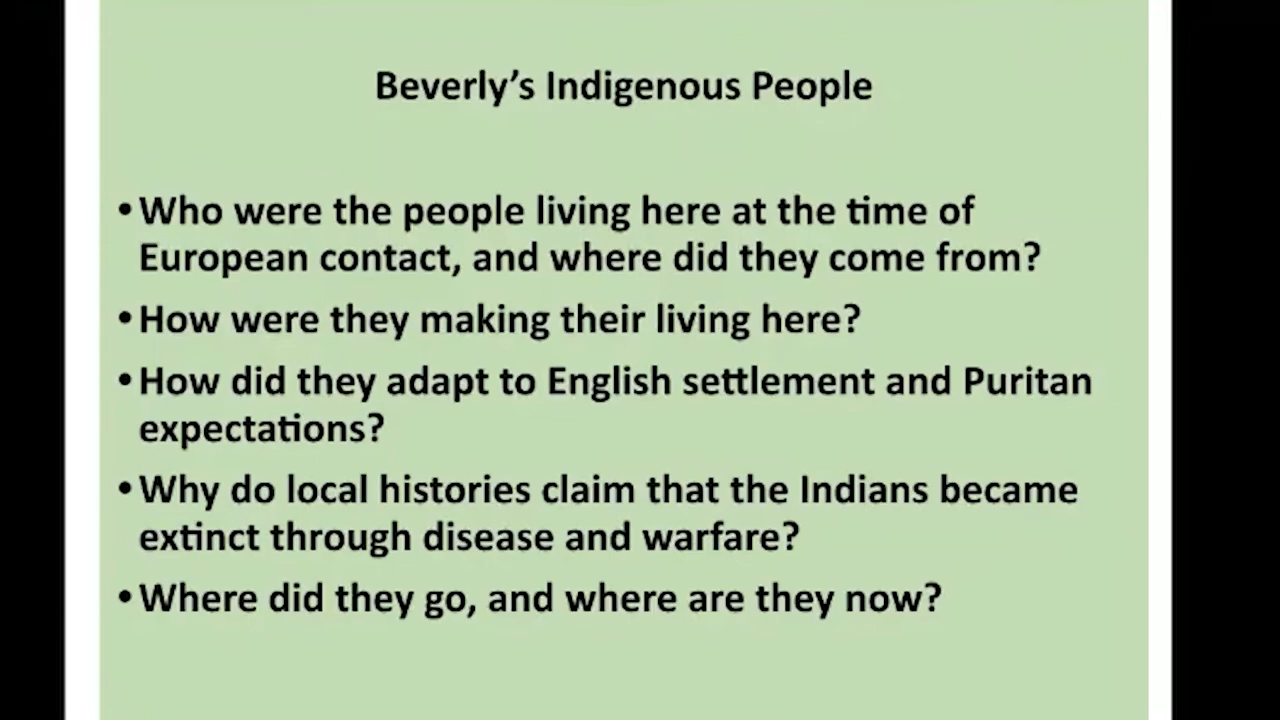 Beverly’s Indigenous People
•Who were the people living here at the time of
European contact, and where did they come from?
•How were they making their living here?
•How did they adapt to English settlement and Puritan
expectations?
•Why do local histories claim that the Indians became
extinct through disease and warfare?
•Where did they go, and where are they now?